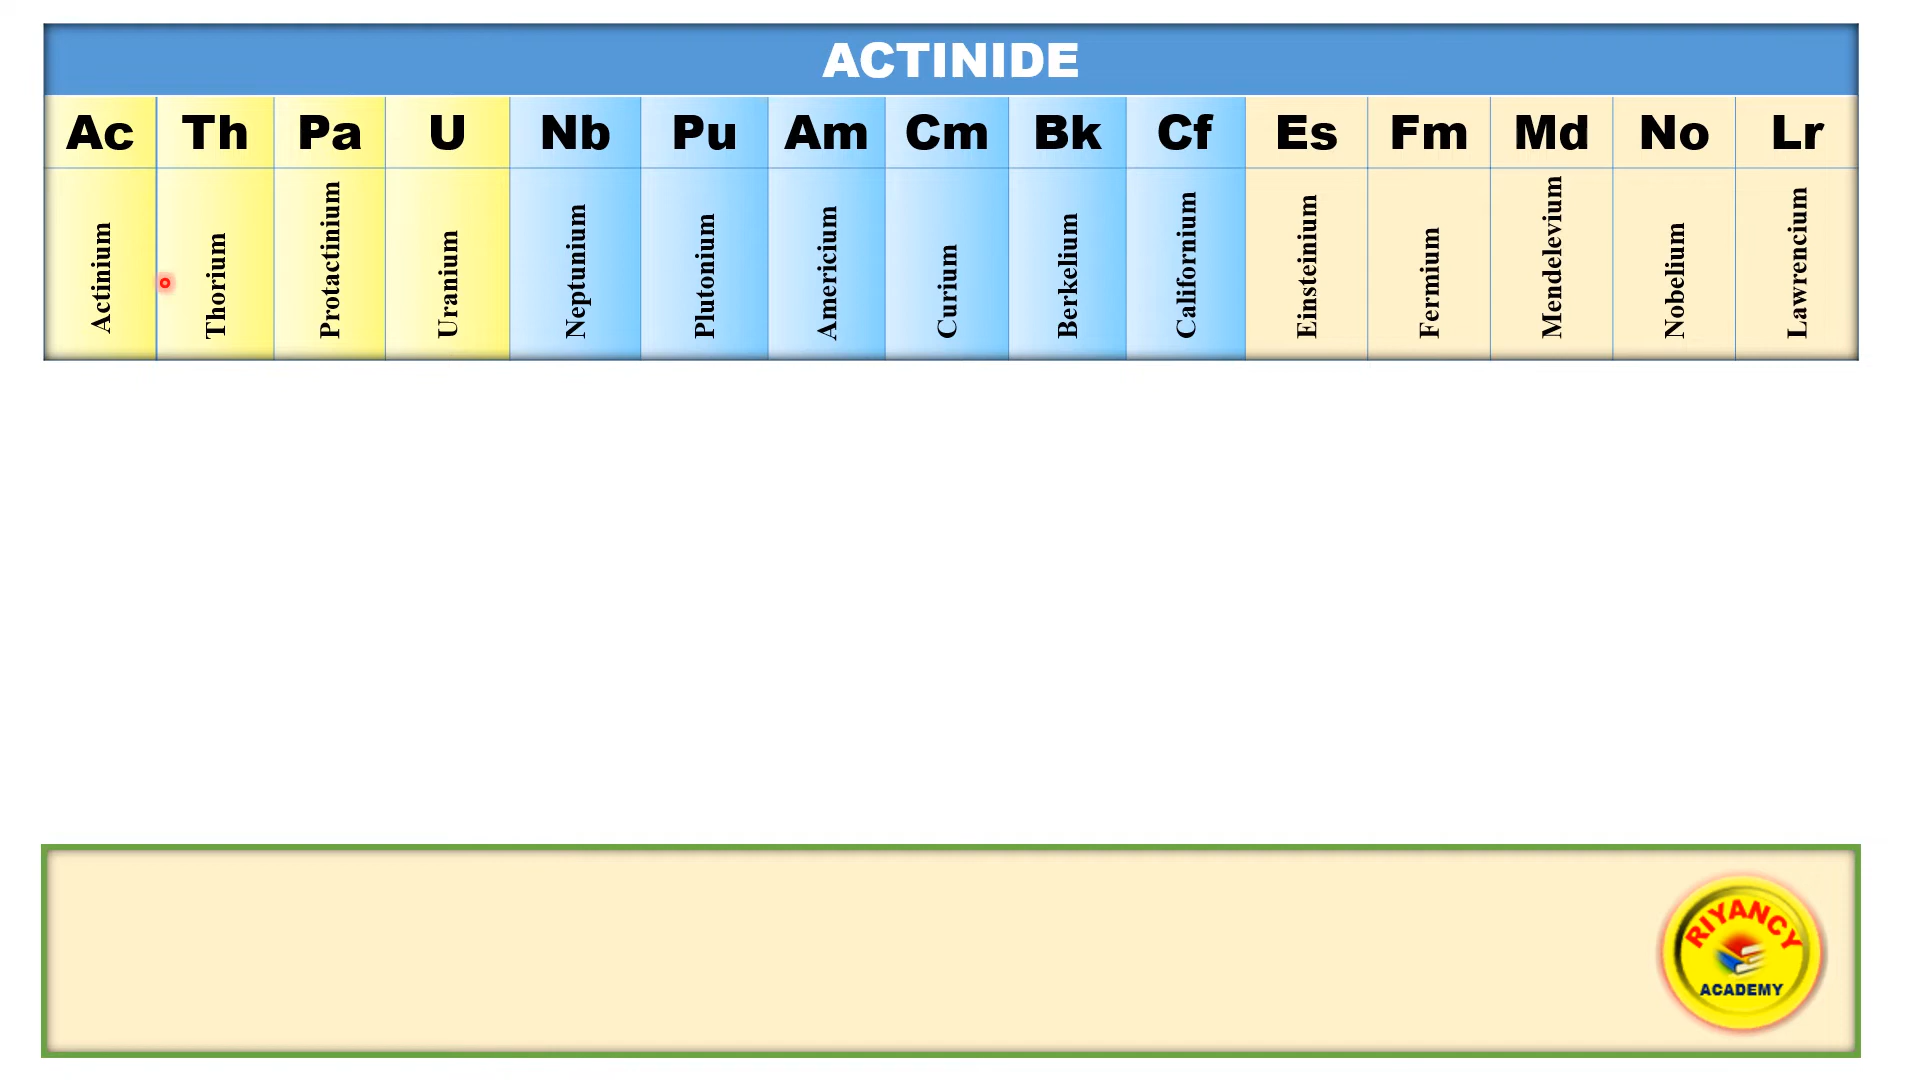 ACTINIDE
Ac Th Pa U Nb Pu Am Cm Bk Cf Es Fm Md No Lr
Actinium Thorium Protactinium Uranium Neptunium Plutonium Americium Curium Berkelium Californium Einsteinium Fermium Mendelevium Nobelium Lawrencium
RIYANCY
ACADEMY